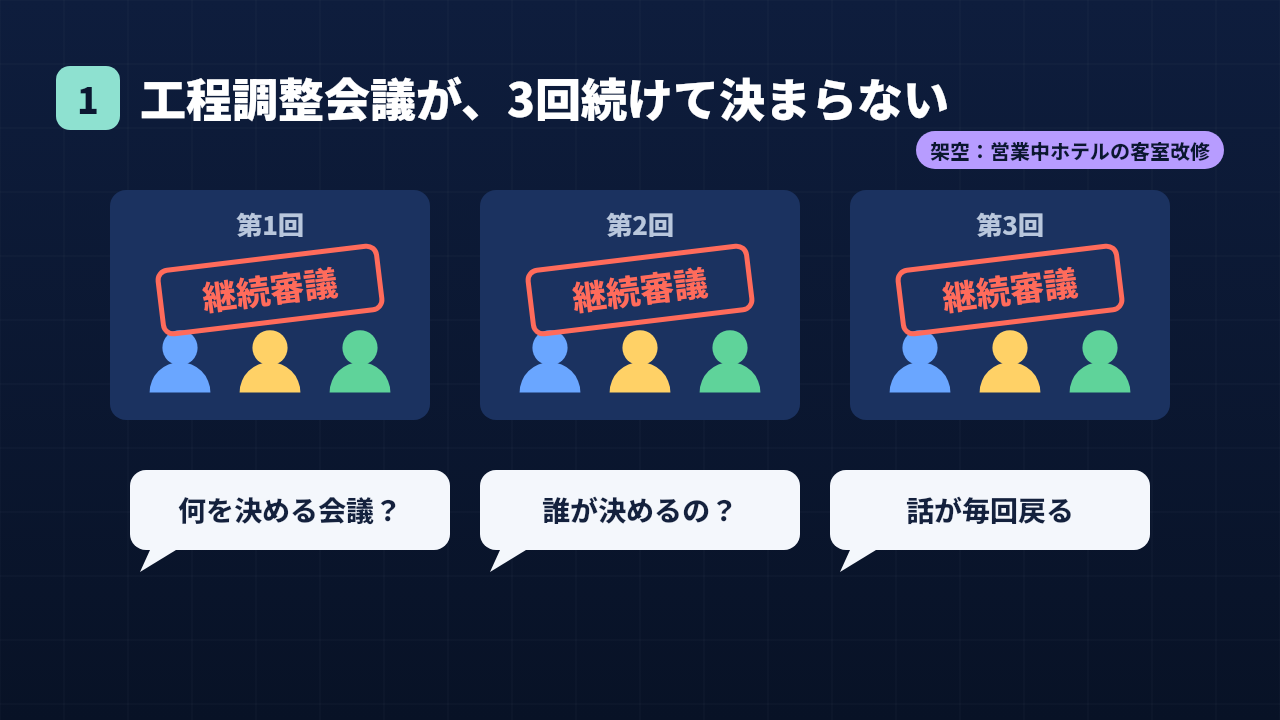 1
工程調整会議が、3回続けて決まらない
架空：営業中ホテルの客室改修
第1回
継続審議
第2回
継続審議
第3回
継続審議
何を決める会議？
誰が決めるの？
話が毎回戻る